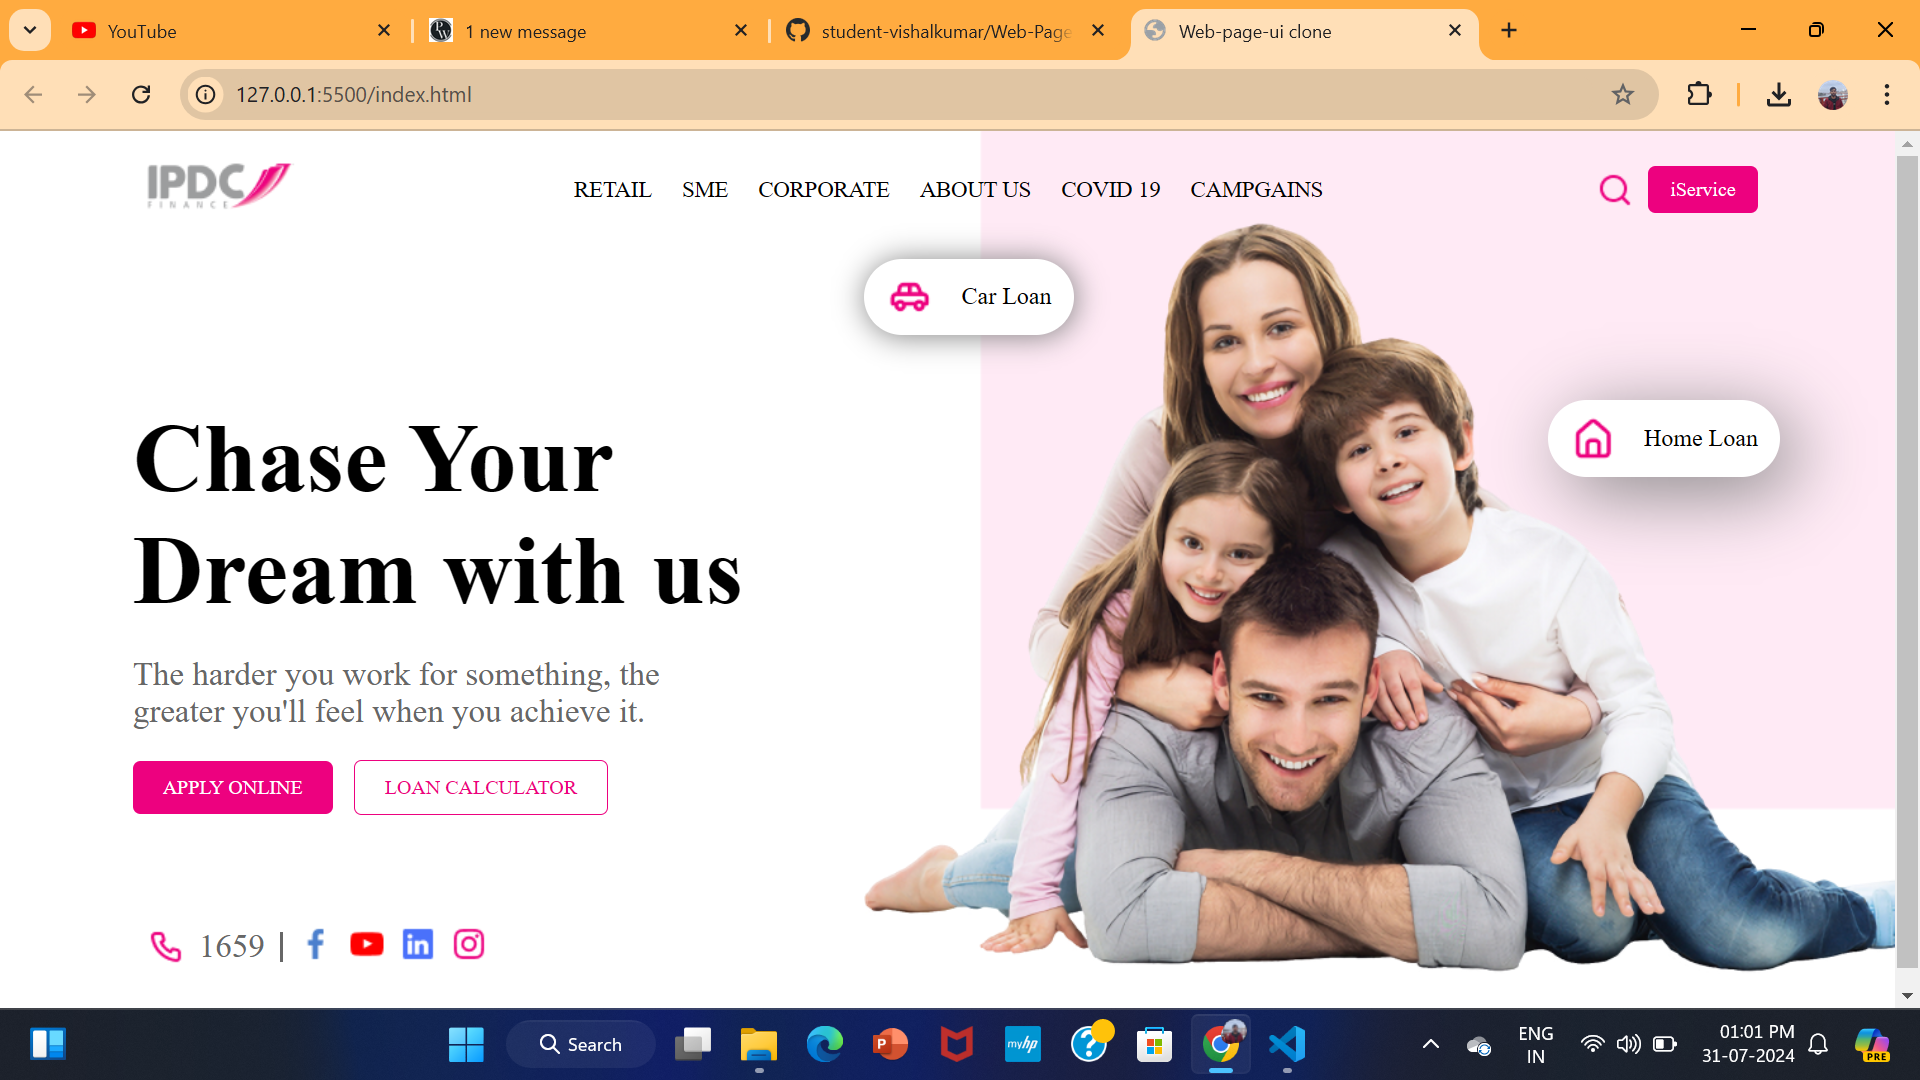 YouTube
1 new message
student-vishalkumar/Web-Page
Web-page-ui clone
127.0.0.1:5500/index.html
IPDC
FINANCE
RETAIL SME CORPORATE ABOUT US COVID 19 CAMPGAINS
iService
Car Loan
Home Loan
Chase Your
Dream with us
The harder you work for something, the
greater you'll feel when you achieve it.
APPLY ONLINE
LOAN CALCULATOR
1659 |
Search
myhp
ENG
IN
01:01 PM
31-07-2024
PRE